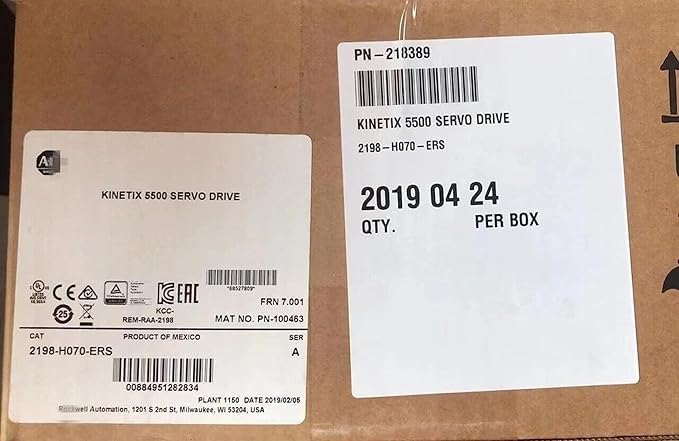 PN-218389
KINETIX 5500 SERVO DRIVE
2198-H070-ERS
2019 04 24
QTY. PER BOX
KINETIX 5500 SERVO DRIVE
*68527809*
FRN 7.001
KCC-
REM-RAA-2198
MAT NO. PN-100463
25
CAT PRODUCT OF MEXICO SER
2198-H070-ERS A
00884951282834
PLANT 1150 DATE 2019/02/05
Rockwell Automation, 1201 S 2nd St, Milwaukee, WI 53204, USA